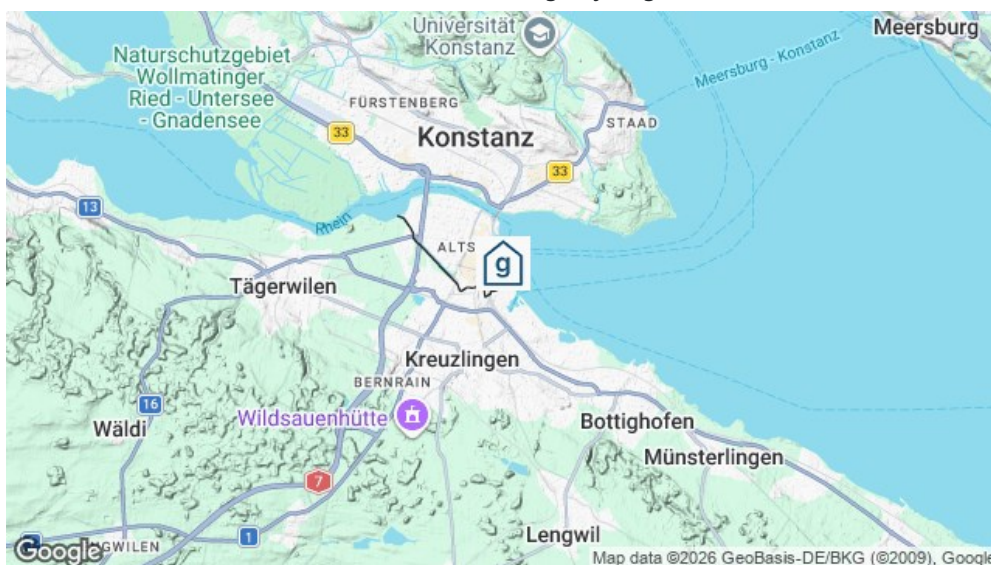 Universität
Konstanz
Meersburg
Meersburg - Konstanz
Naturschutzgebiet
Wollmatinger
Ried - Untersee
- Gnadensee
FÜRSTENBERG
STAAD
33
Konstanz
33
13
Rhein
ALTS
g
Tägerwilen
Kreuzlingen
BERNRAIN
16
Wildsauenhütte
Wäldi
Bottighofen
Münsterlingen
7
1
Lengwil
Google
GWILEN
Map data ©2026 GeoBasis-DE/BKG (©2009), Google